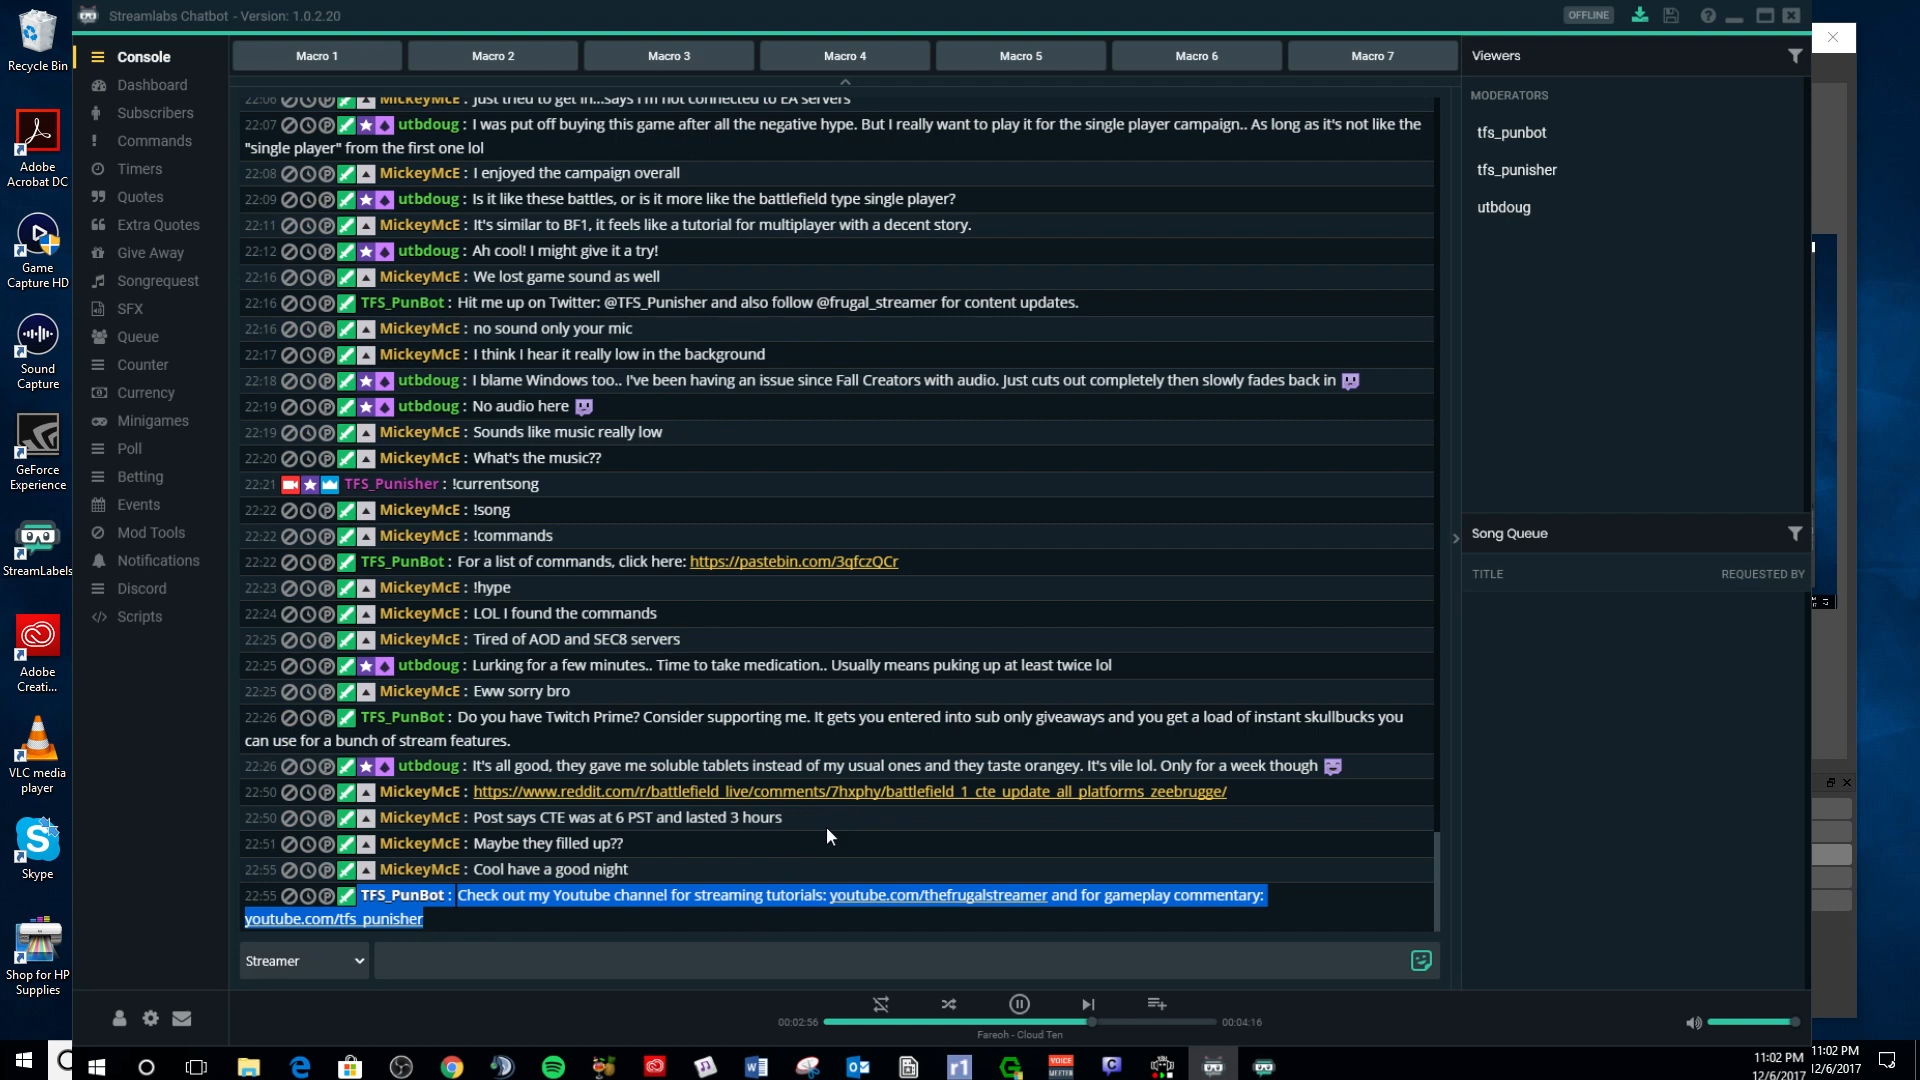 Streamlabs Chatbot - Version: 1.0.2.20
OFFLINE
Recycle Bin
Adobe
Acrobat DC
Game
Capture HD
Sound
Capture
GeForce
Experience
StreamLabels
Adobe
Creati...
VLC media
player
Skype
Shop for HP
Supplies
Console
Dashboard
Subscribers
Commands
Timers
Quotes
Extra Quotes
Give Away
Songrequest
SFX
Queue
Counter
Currency
Minigames
Poll
Betting
Events
Mod Tools
Notifications
Discord
Scripts
Macro 1
Macro 2
Macro 3
Macro 4
Macro 5
Macro 6
Macro 7
22:06 MickeyMcE : Just tried to get in...says I'm not connected to EA servers
22:07 utbdoug : I was put off buying this game after all the negative hype. But I really want to play it for the single player campaign.. As long as it's not like the
"single player" from the first one lol
22:08 MickeyMcE : I enjoyed the campaign overall
22:09 utbdoug : Is it like these battles, or is it more like the battlefield type single player?
22:11 MickeyMcE : It's similar to BF1, it feels like a tutorial for multiplayer with a decent story.
22:12 utbdoug : Ah cool! I might give it a try!
22:16 MickeyMcE : We lost game sound as well
22:16 TFS_PunBot : Hit me up on Twitter: @TFS_Punisher and also follow @frugal_streamer for content updates.
22:16 MickeyMcE : no sound only your mic
22:17 MickeyMcE : I think I hear it really low in the background
22:18 utbdoug : I blame Windows too.. I've been having an issue since Fall Creators with audio. Just cuts out completely then slowly fades back in
22:19 utbdoug : No audio here
22:19 MickeyMcE : Sounds like music really low
22:20 MickeyMcE : What's the music??
22:21 TFS_Punisher : !currentsong
22:22 MickeyMcE : !song
22:22 MickeyMcE : !commands
22:22 TFS_PunBot : For a list of commands, click here: https://pastebin.com/3qfczQCr
22:23 MickeyMcE : !hype
22:24 MickeyMcE : LOL I found the commands
22:25 MickeyMcE : Tired of AOD and SEC8 servers
22:25 utbdoug : Lurking for a few minutes.. Time to take medication.. Usually means puking up at least twice lol
22:25 MickeyMcE : Eww sorry bro
22:26 TFS_PunBot : Do you have Twitch Prime? Consider supporting me. It gets you entered into sub only giveaways and you get a load of instant skullbucks you
can use for a bunch of stream features.
22:26 utbdoug : It's all good, they gave me soluble tablets instead of my usual ones and they taste orangey. It's vile lol. Only for a week though
22:50 MickeyMcE : https://www.reddit.com/r/battlefield_live/comments/7hxphy/battlefield_1_cte_update_all_platforms_zeebrugge/
22:50 MickeyMcE : Post says CTE was at 6 PST and lasted 3 hours
22:51 MickeyMcE : Maybe they filled up??
22:55 MickeyMcE : Cool have a good night
22:55 TFS_PunBot : Check out my Youtube channel for streaming tutorials: youtube.com/thefrugalstreamer and for gameplay commentary:
youtube.com/tfs_punisher
Streamer
00:02:56
00:04:16
Fareoh - Cloud Ten
Viewers
MODERATORS
tfs_punbot
tfs_punisher
utbdoug
Song Queue
TITLE
REQUESTED BY
r1
VOICE
MEETER
11:02 PM
12/6/2017
11:02 PM
12/6/2017